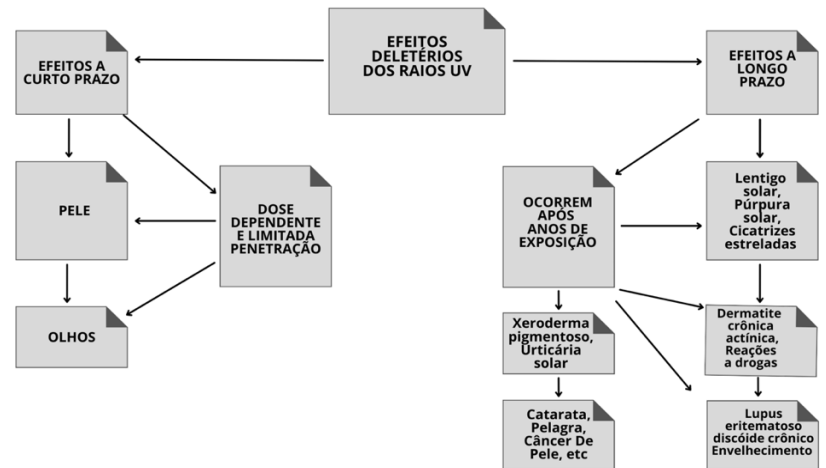 EFEITOS
DELETÉRIOS
DOS RAIOS UV
EFEITOS A
CURTO PRAZO
EFEITOS A
LONGO
PRAZO
PELE
DOSE
DEPENDENTE
E LIMITADA
PENETRAÇÃO
OLHOS
OCORREM
APÓS
ANOS DE
EXPOSIÇÃO
Lentigo
solar,
Púrpura
solar,
Cicatrizes
estreladas
Xeroderma
pigmentoso,
Urticária
solar
Dermatite
crônica
actínica,
Reações
a drogas
Catarata,
Pelagra,
Câncer De
Pele, etc
Lupus
eritematoso
discóide crônico
Envelhecimento